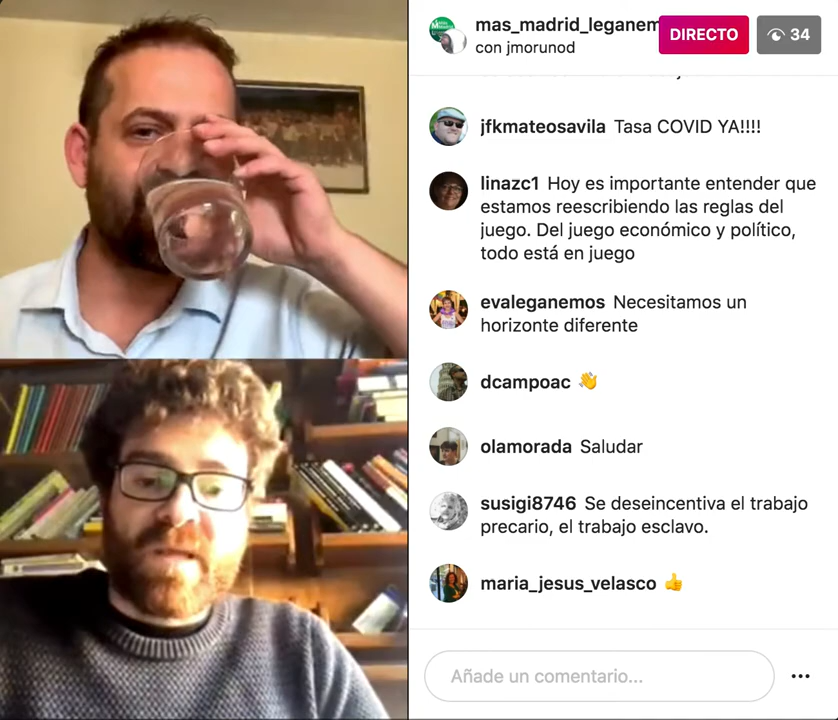 mas_madrid_leganem
DIRECTO
34
con jmorunod
jfkmateosavila Tasa COVID YA!!!!
linazc1 Hoy es importante entender que
estamos reescribiendo las reglas del
juego. Del juego económico y político,
todo está en juego
evaleganemos Necesitamos un
horizonte diferente
dcampoac 👋
olamorada Saludar
susigi8746 Se deseincentiva el trabajo
precario, el trabajo esclavo.
maria_jesus_velasco 👍
Añade un comentario...